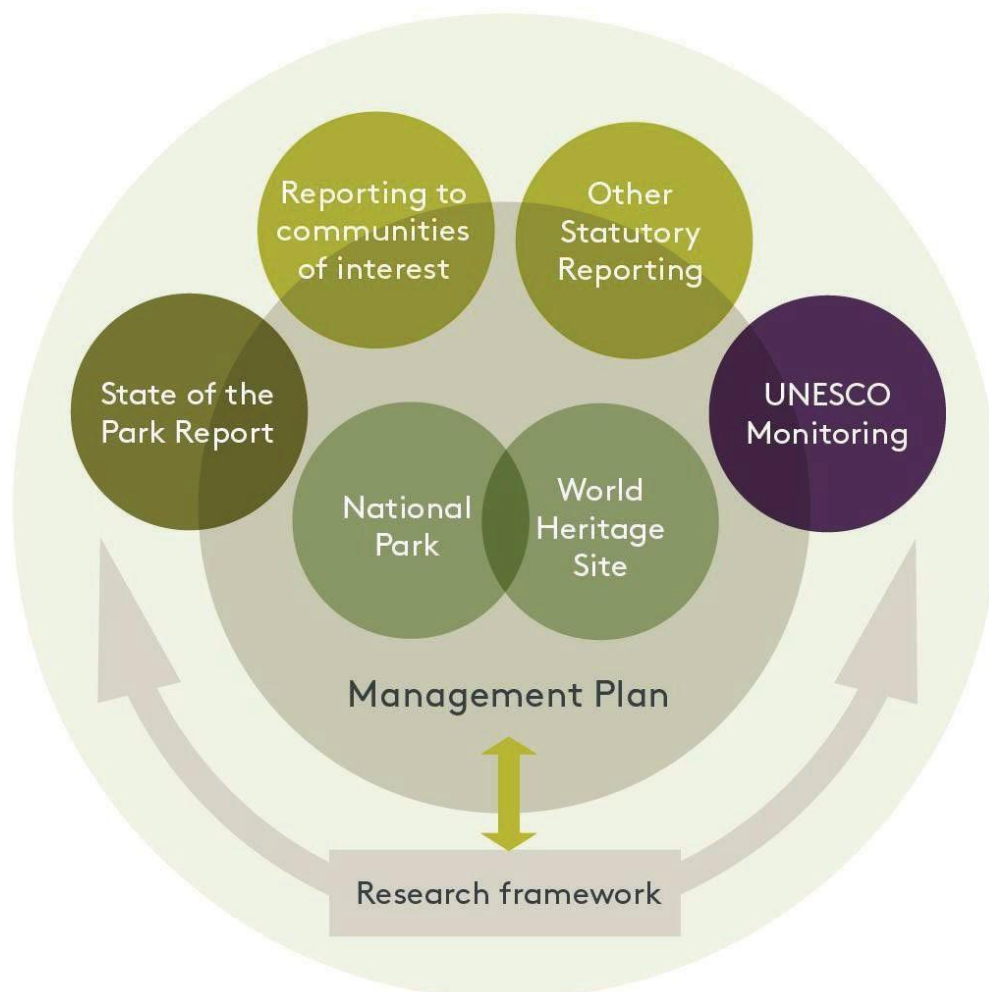 Reporting to
communities
of interest
Other
Statutory
Reporting
State of the
Park Report
UNESCO
Monitoring
National
Park
World
Heritage
Site
Management Plan
Research framework